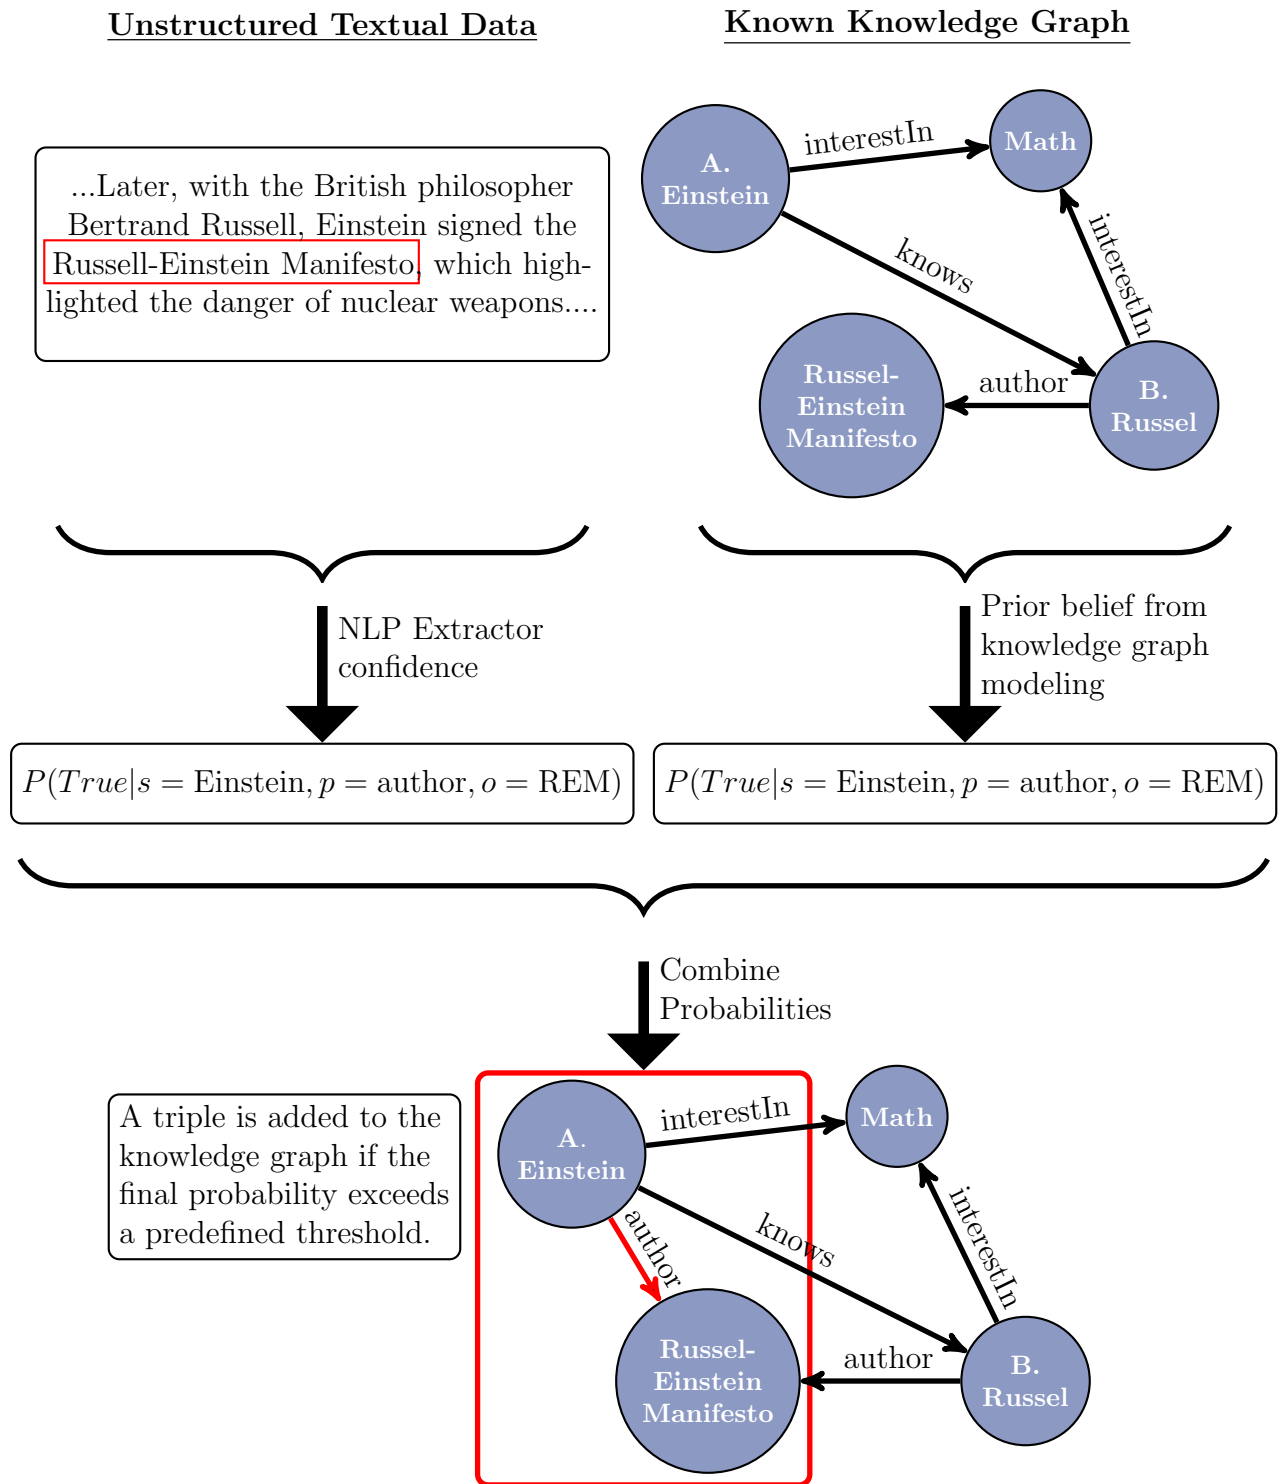 Unstructured Textual Data
Known Knowledge Graph
...Later, with the British philosopher
Bertrand Russell, Einstein signed the
Russell-Einstein Manifesto, which high-
lighted the danger of nuclear weapons....
A.
Einstein
interestIn
Math
knows
interestIn
Russel-
Einstein
Manifesto
author
B.
Russel
NLP Extractor
confidence
Prior belief from
knowledge graph
modeling
P(True|s = Einstein, p = author, o = REM)
P(True|s = Einstein, p = author, o = REM)
Combine
Probabilities
A triple is added to the
knowledge graph if the
final probability exceeds
a predefined threshold.
A.
Einstein
interestIn
Math
author
knows
interestIn
Russel-
Einstein
Manifesto
author
B.
Russel